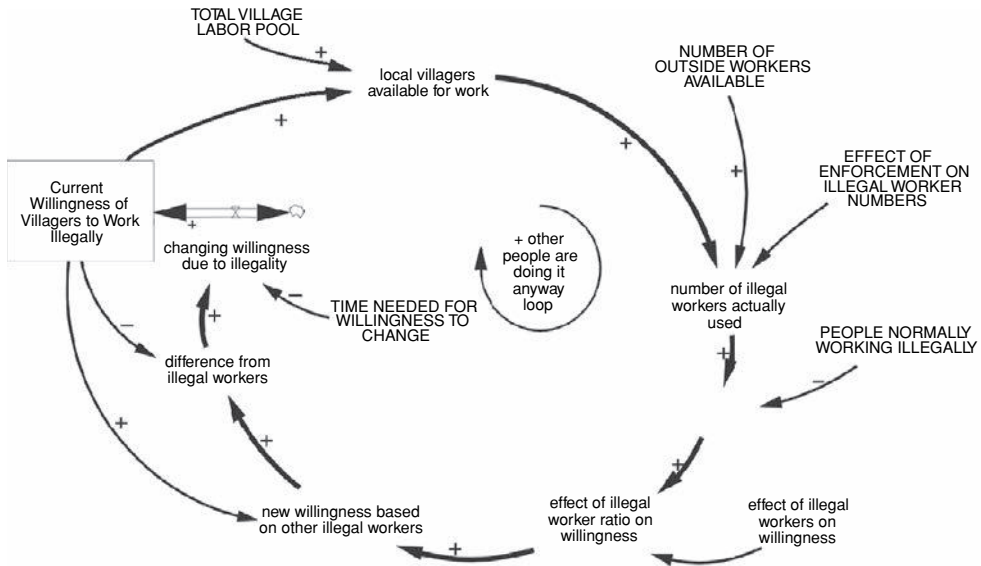 TOTAL VILLAGE
LABOR POOL
+
local villagers
available for work
NUMBER OF
OUTSIDE WORKERS
AVAILABLE
+
+
+
EFFECT OF
ENFORCEMENT ON
ILLEGAL WORKER
NUMBERS
Current
Willingness of
Villagers to Work
Illegally
+
changing willingness
due to illegality
+ other
people are
doing it
anyway
loop
number of illegal
workers actually
used
–
TIME NEEDED FOR
WILLINGNESS TO
CHANGE
+
–
difference from
illegal workers
+
PEOPLE NORMALLY
WORKING ILLEGALLY
–
+
+
+
new willingness based
on other illegal workers
+
effect of illegal
worker ratio on
willingness
effect of illegal
workers on
willingness